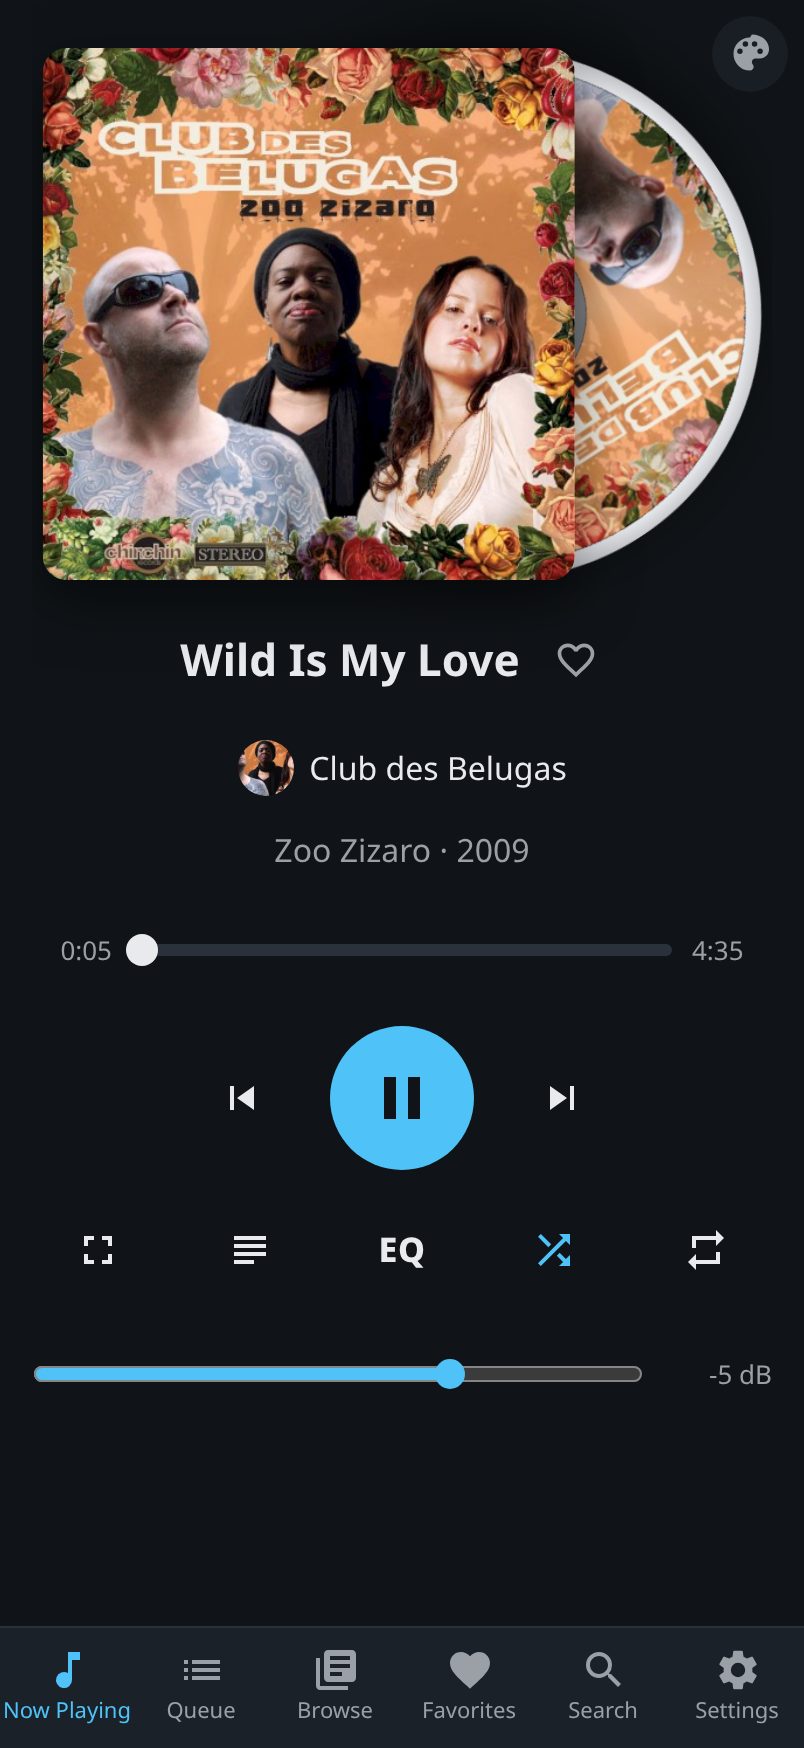 CLUB DES
BELUGAS
zoo zizaro
chinchin
STEREO
Wild Is My Love
Club des Belugas
Zoo Zizaro · 2009
0:05
4:35
EQ
-5 dB
Now Playing
Queue
Browse
Favorites
Search
Settings